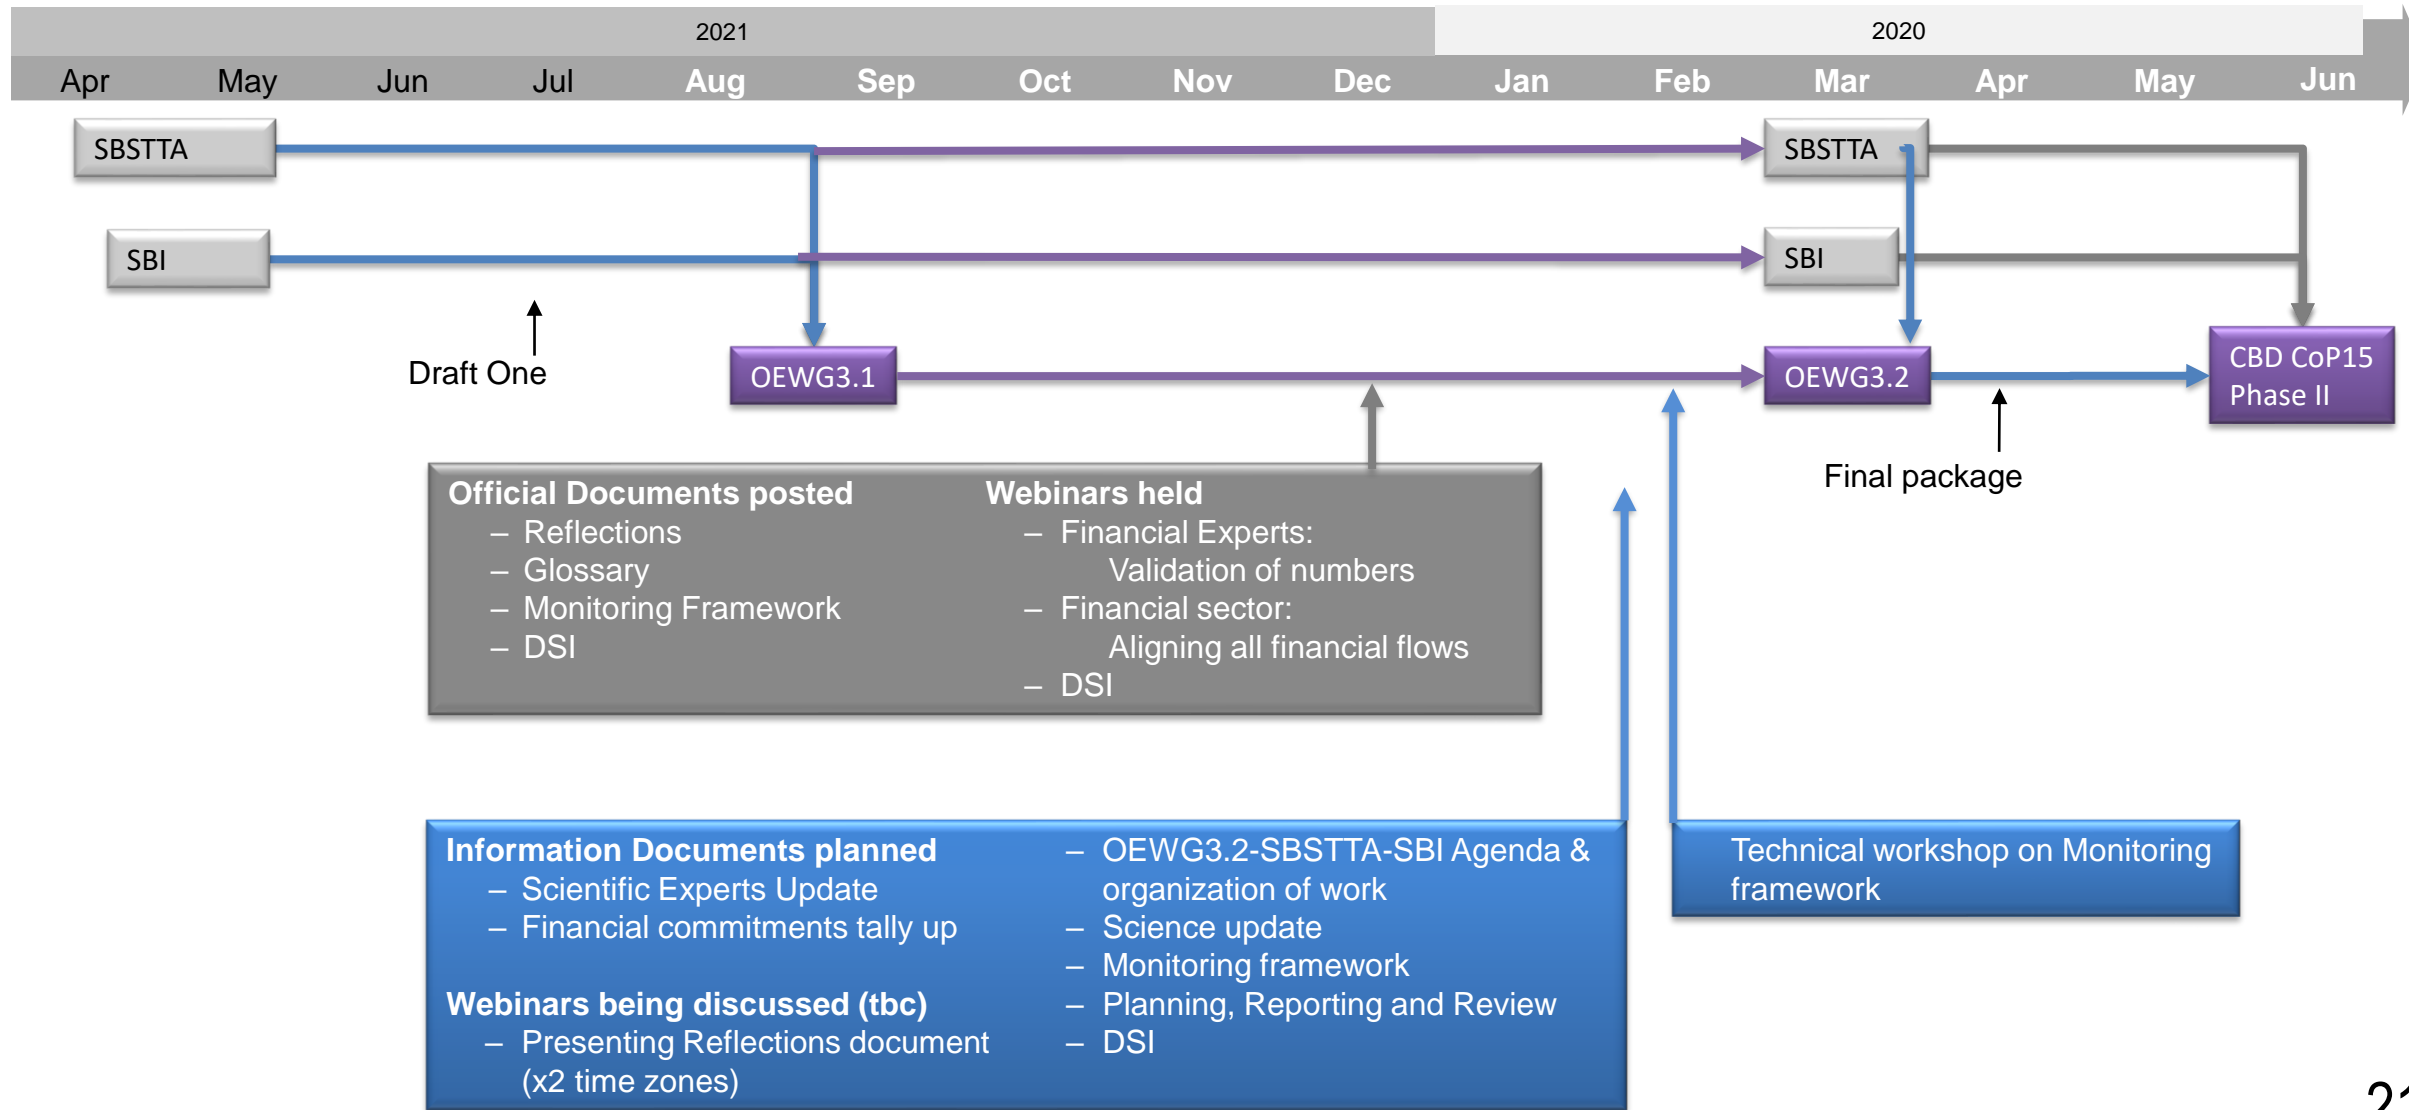 2021
2020
Apr May Jun Jul Aug Sep Oct Nov Dec Jan Feb Mar Apr May Jun
SBSTTA
SBSTTA
SBI
SBI
Draft One
OEWG3.1
OEWG3.2
CBD CoP15
Phase II
Final package
Official Documents posted
– Reflections
– Glossary
– Monitoring Framework
– DSI
Webinars held
– Financial Experts:
Validation of numbers
– Financial sector:
Aligning all financial flows
– DSI
Information Documents planned
– Scientific Experts Update
– Financial commitments tally up
Webinars being discussed (tbc)
– Presenting Reflections document
(x2 time zones)
– OEWG3.2-SBSTTA-SBI Agenda &
organization of work
– Science update
– Monitoring framework
– Planning, Reporting and Review
– DSI
Technical workshop on Monitoring
framework
21